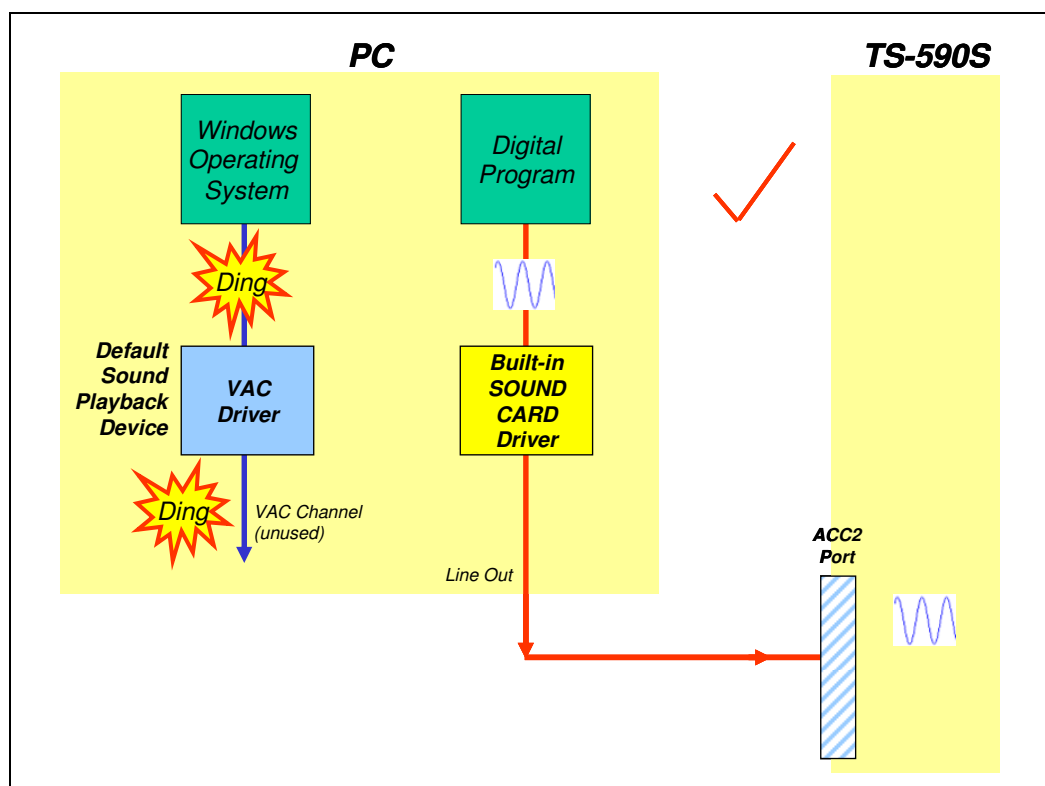 PC
TS-590S
Windows
Operating
System
Digital
Program
Ding
Default
Sound
Playback
Device
VAC
Driver
Built-in
SOUND
CARD
Driver
Ding
VAC Channel
(unused)
Line Out
ACC2
Port